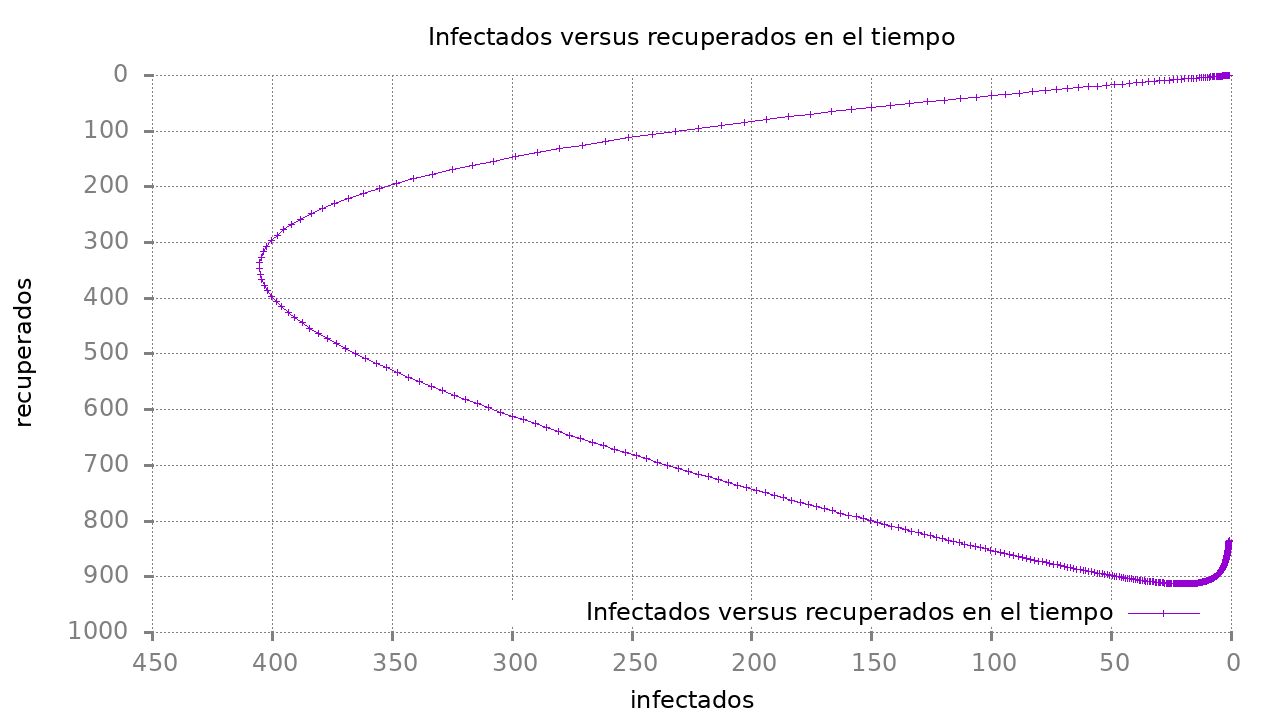 Infectados versus recuperados en el tiempo
0
100
200
300
400
500
600
700
800
900
1000
recuperados
Infectados versus recuperados en el tiempo
450 400 350 300 250 200 150 100 50 0
infectados